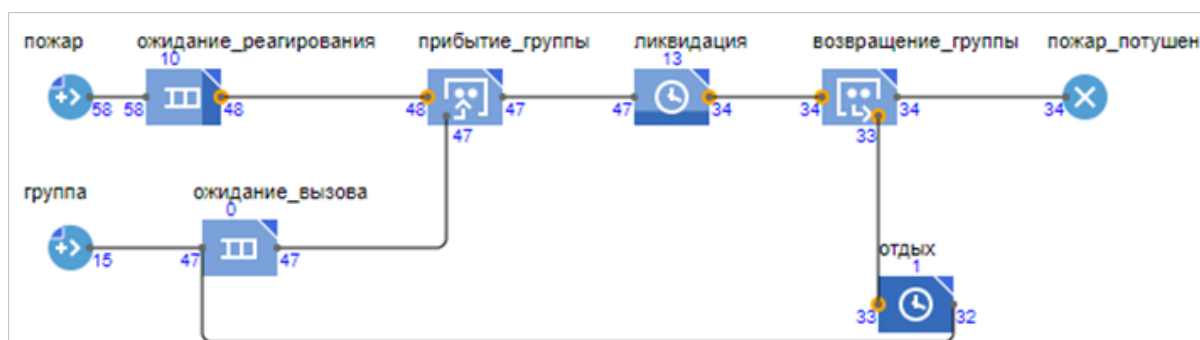 пожар ожидание_реагирования прибытие_группы ликвидация возвращение_группы пожар_потушен
10 13
58 58 48 48 47 47 34 34 34 34
47 33
группа ожидание_вызова
0
15 47 47
отдых
1
33 32